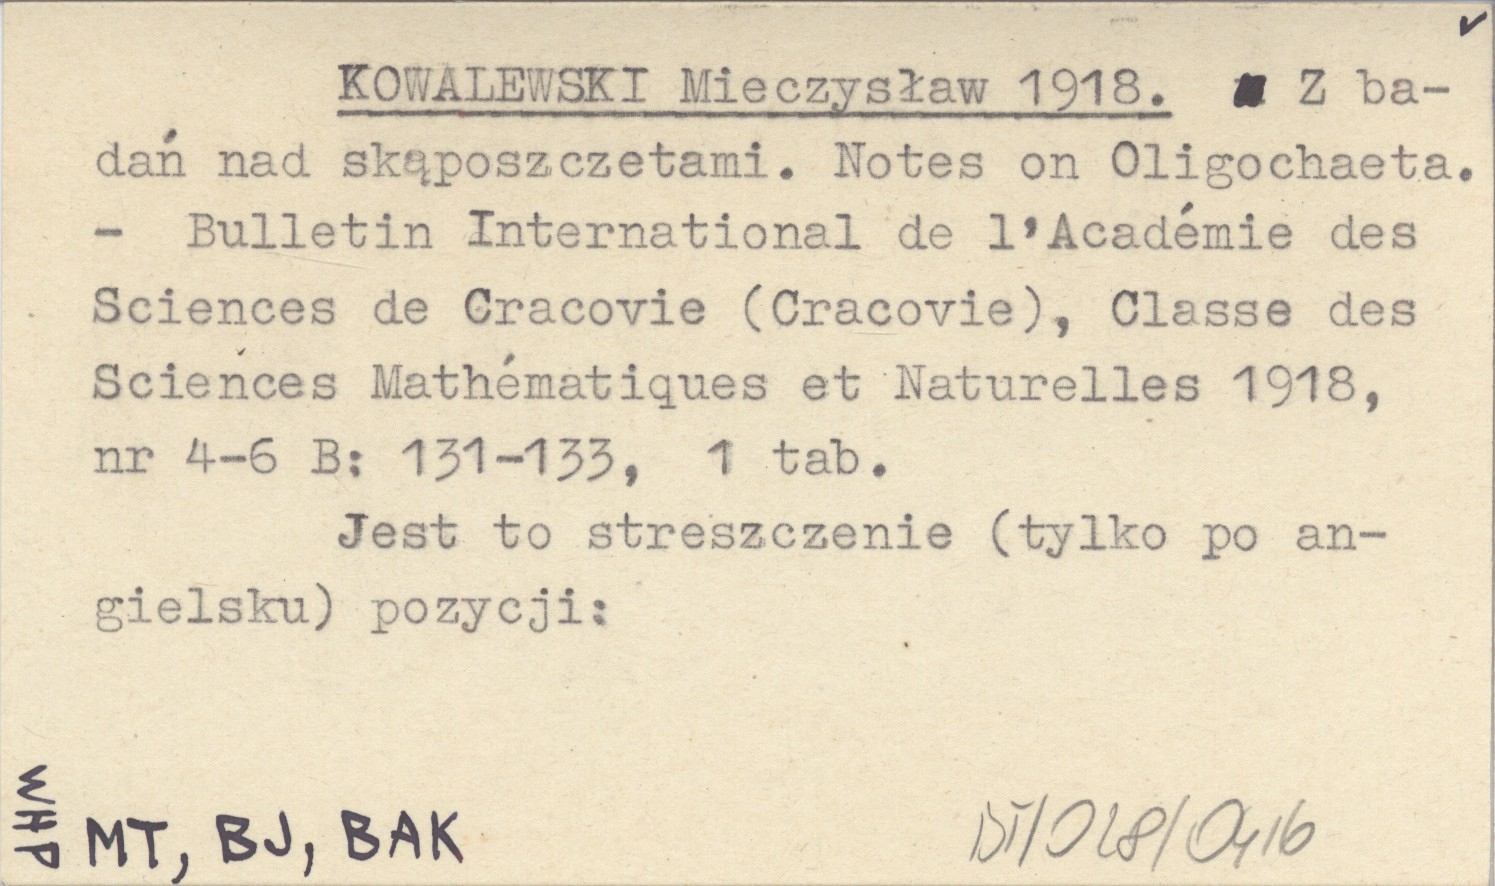 KOWALEWSKI Mieczysław 1918. Z ba-
dań nad skąposzczetami. Notes on Oligochaeta.
- Bulletin International de l'Académie des
Sciences de Cracovie (Cracovie), Classe des
Sciences Mathématiques et Naturelles 1918,
nr 4-6 B: 131-133, 1 tab.
Jest to streszczenie (tylko po an-
gielsku) pozycji:
WHP
MT, BJ, BAK